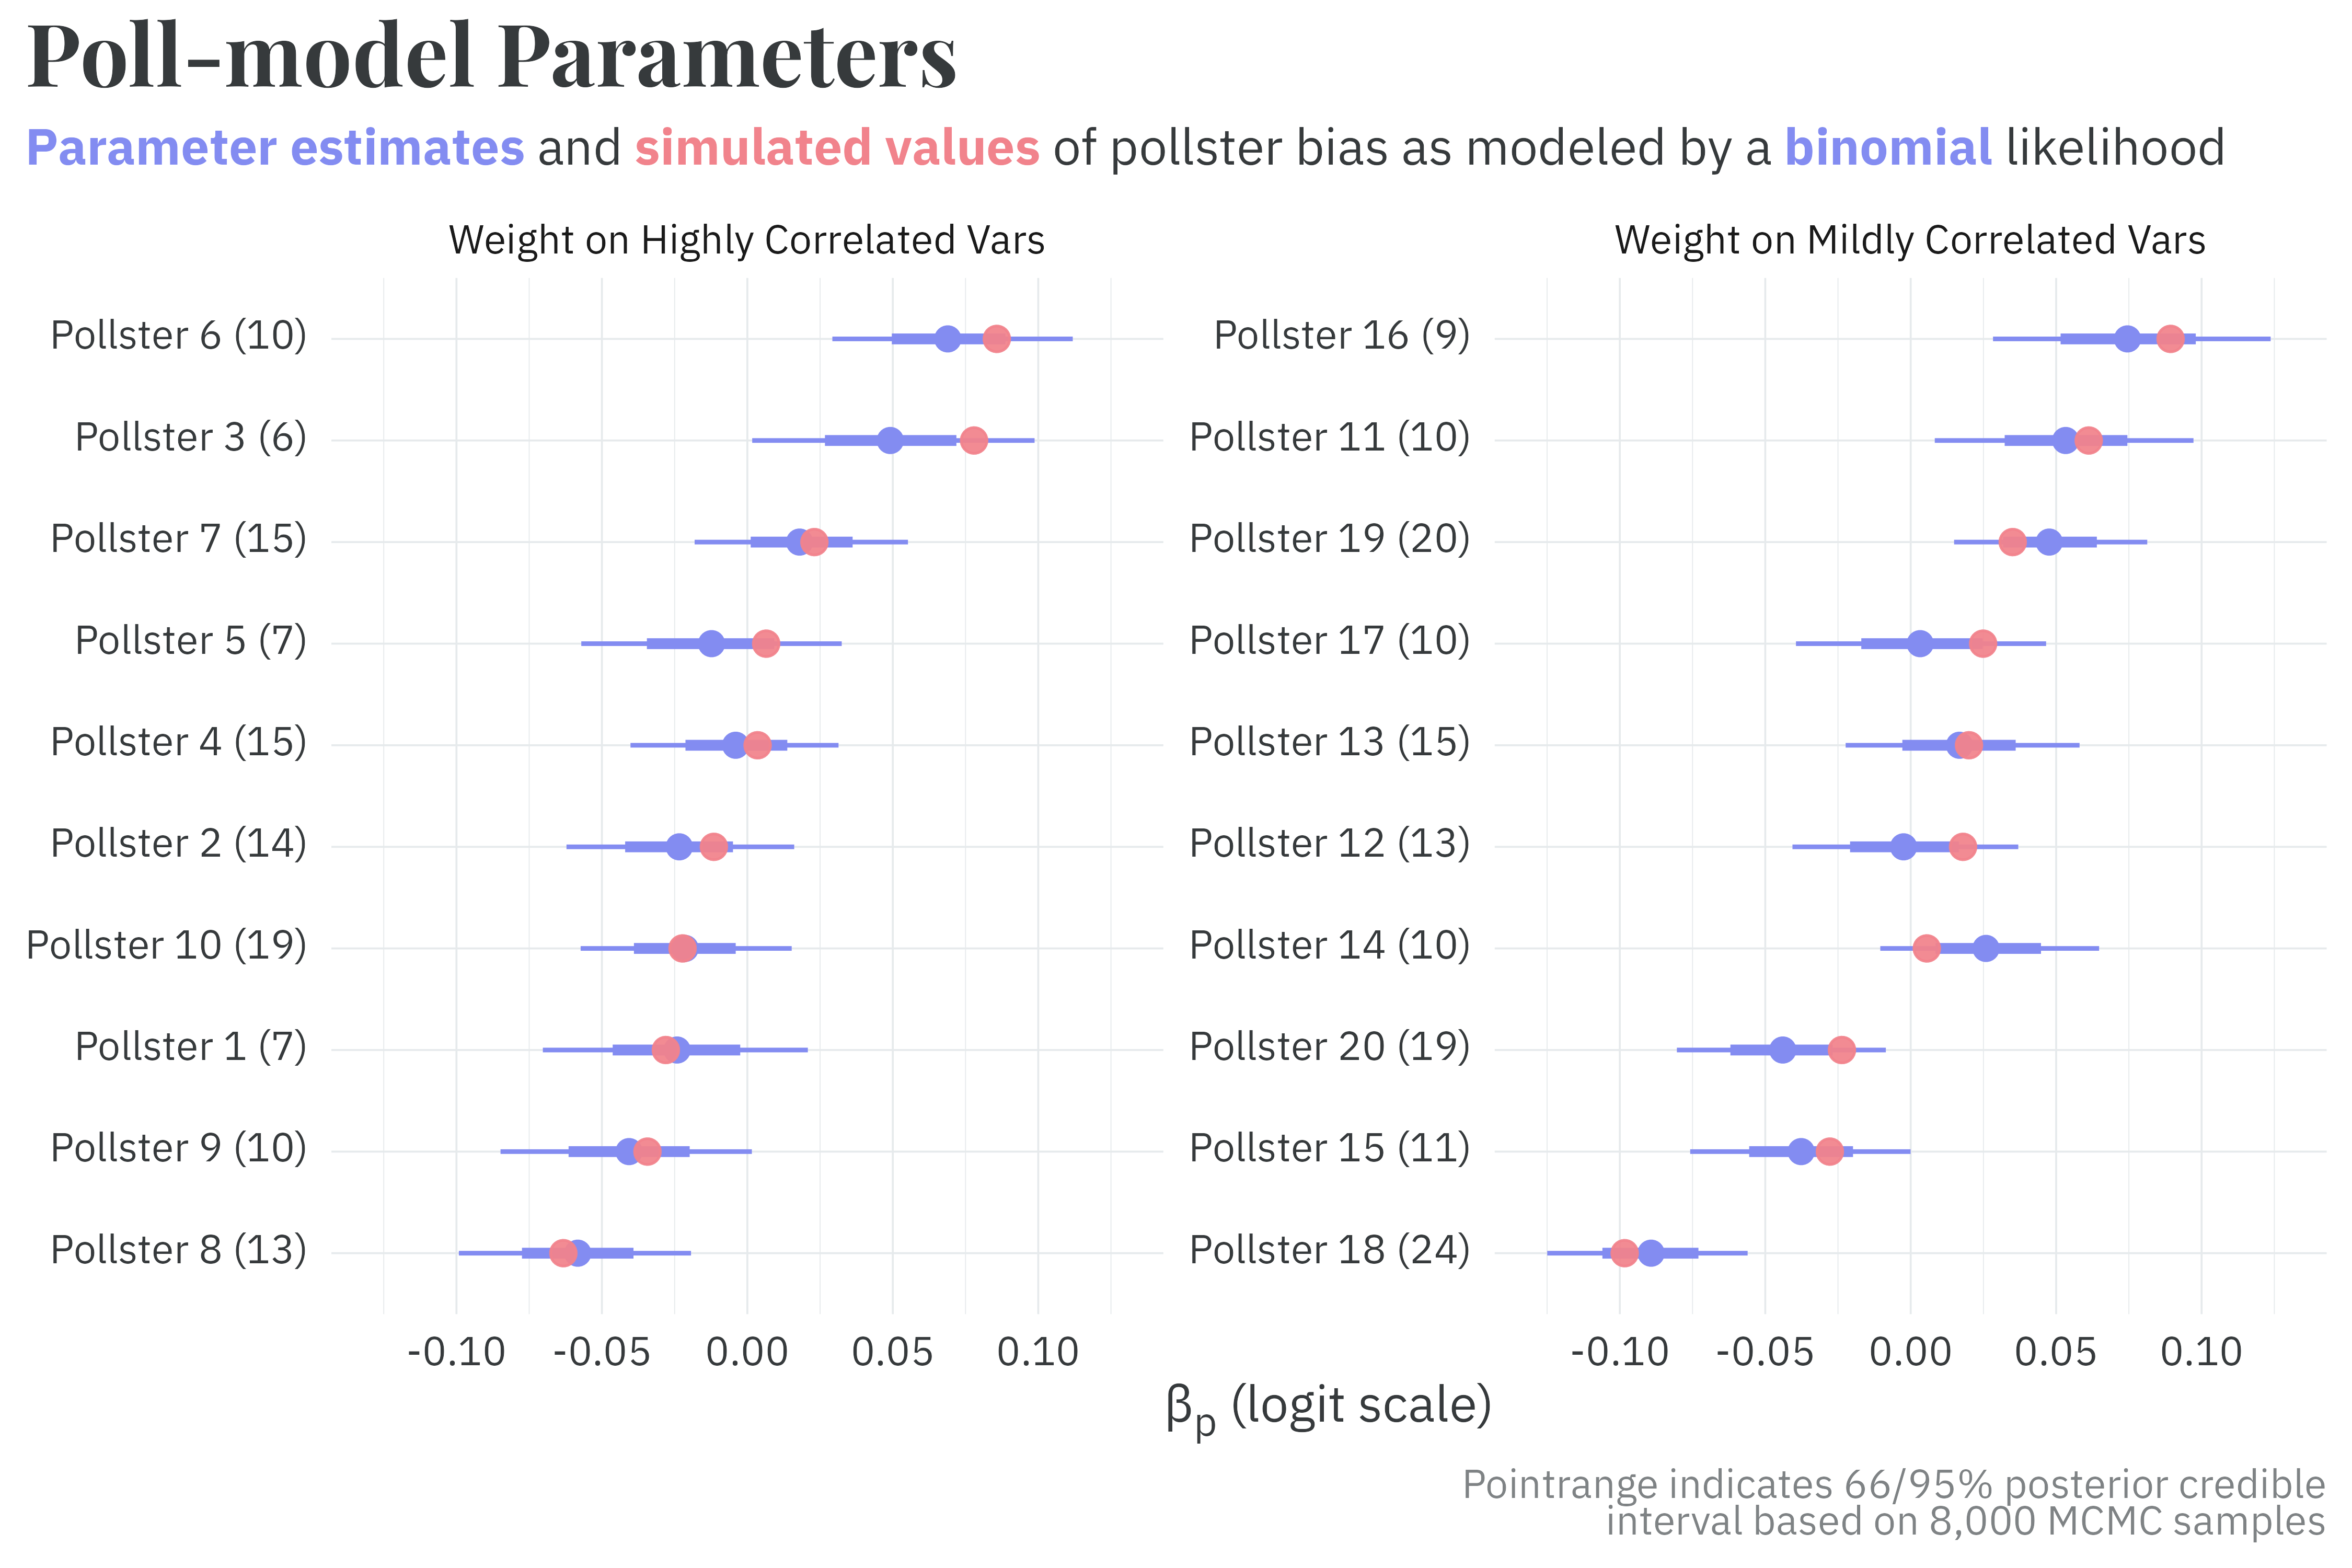 Poll-model Parameters
Parameter estimates and simulated values of pollster bias as modeled by a binomial likelihood
Weight on Highly Correlated Vars
Pollster 6 (10)
Pollster 3 (6)
Pollster 7 (15)
Pollster 5 (7)
Pollster 4 (15)
Pollster 2 (14)
Pollster 10 (19)
Pollster 1 (7)
Pollster 9 (10)
Pollster 8 (13)
-0.10 -0.05 0.00 0.05 0.10
Weight on Mildly Correlated Vars
Pollster 16 (9)
Pollster 11 (10)
Pollster 19 (20)
Pollster 17 (10)
Pollster 13 (15)
Pollster 12 (13)
Pollster 14 (10)
Pollster 20 (19)
Pollster 15 (11)
Pollster 18 (24)
-0.10 -0.05 0.00 0.05 0.10
βp (logit scale)
Pointrange indicates 66/95% posterior credible
interval based on 8,000 MCMC samples